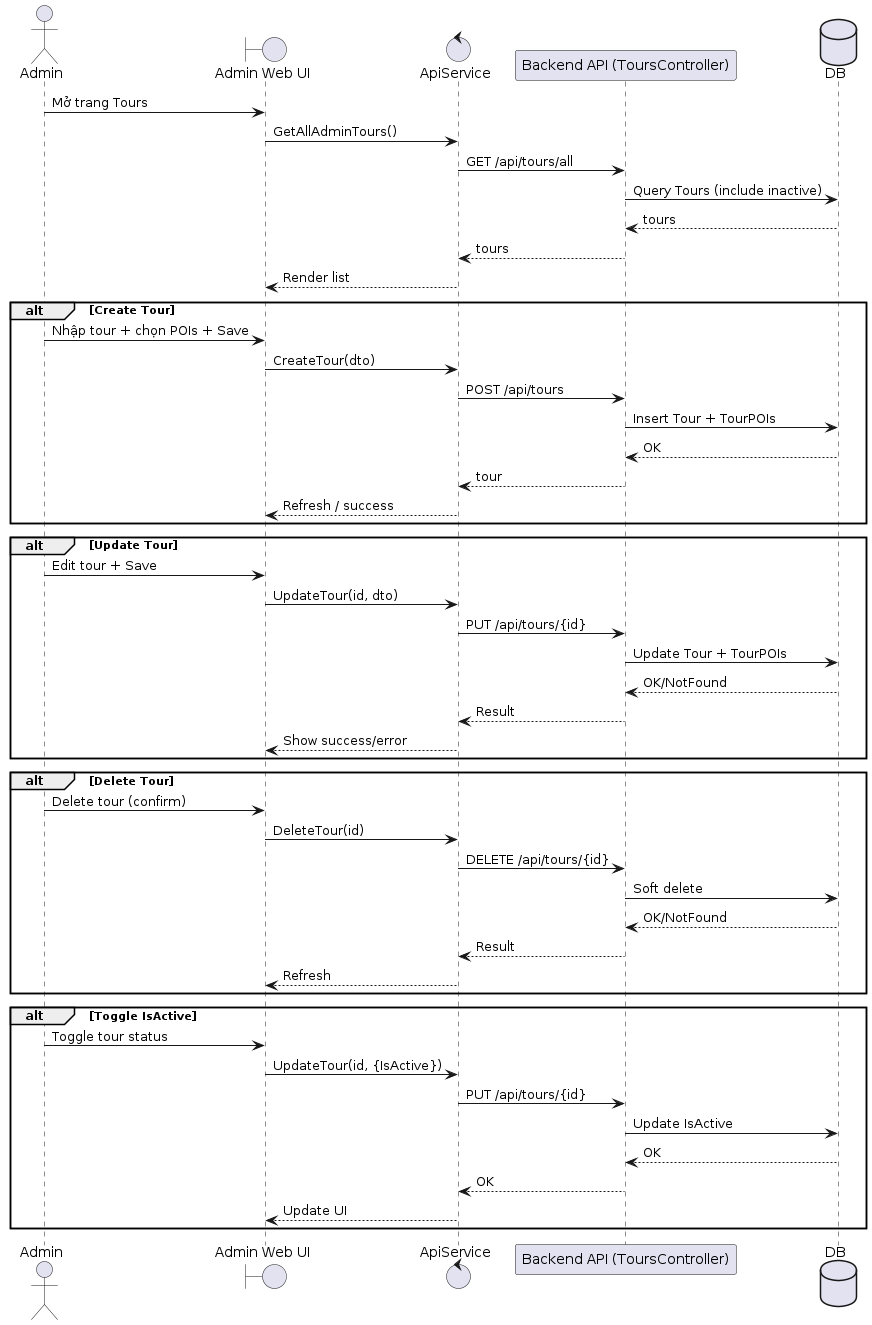 Admin
Admin Web UI
ApiService
Backend API (ToursController)
DB
Mở trang Tours
GetAllAdminTours()
GET /api/tours/all
Query Tours (include inactive)
tours
tours
Render list
alt [Create Tour]
Nhập tour + chọn POIs + Save
CreateTour(dto)
POST /api/tours
Insert Tour + TourPOIs
OK
tour
Refresh / success
alt [Update Tour]
Edit tour + Save
UpdateTour(id, dto)
PUT /api/tours/{id}
Update Tour + TourPOIs
OK/NotFound
Result
Show success/error
alt [Delete Tour]
Delete tour (confirm)
DeleteTour(id)
DELETE /api/tours/{id}
Soft delete
OK/NotFound
Result
Refresh
alt [Toggle IsActive]
Toggle tour status
UpdateTour(id, {IsActive})
PUT /api/tours/{id}
Update IsActive
OK
OK
Update UI
Admin
Admin Web UI
ApiService
Backend API (ToursController)
DB